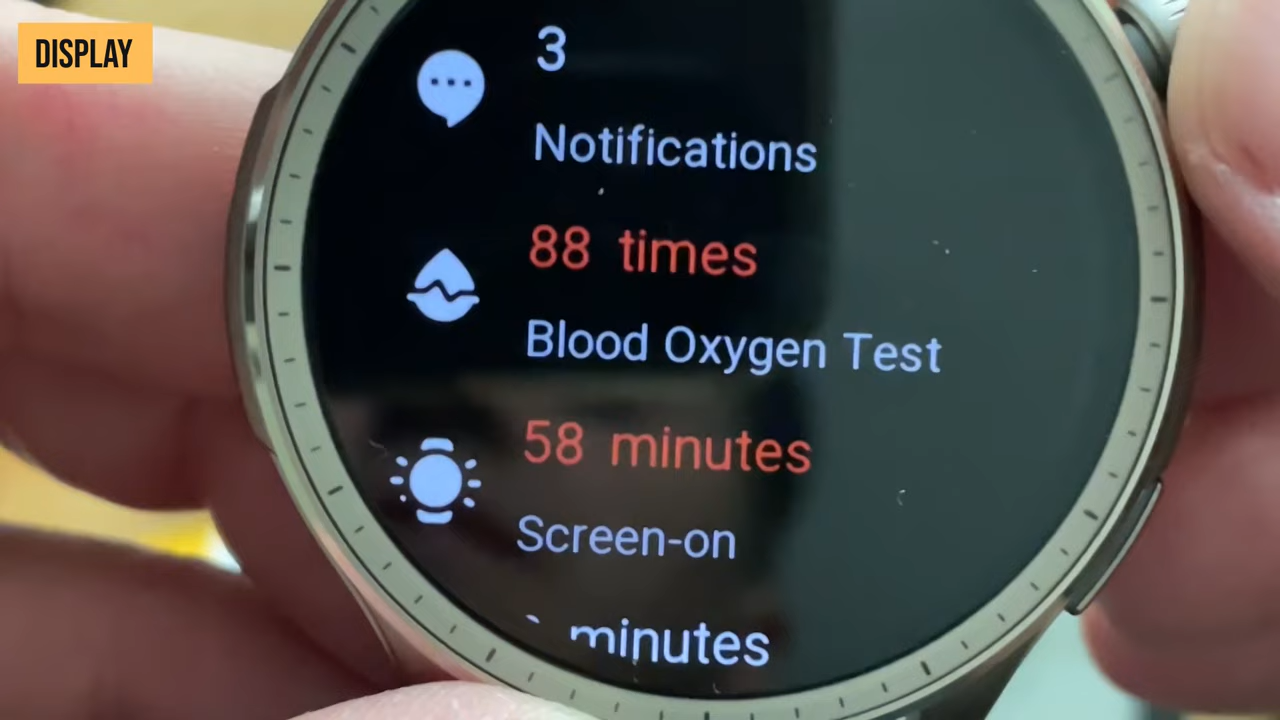 DISPLAY
3
Notifications
88 times
Blood Oxygen Test
58 minutes
Screen-on
minutes